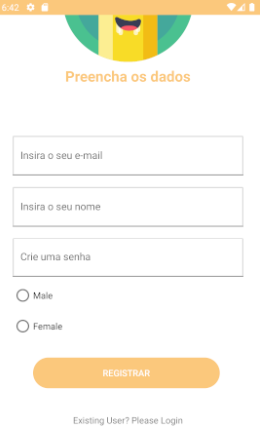 6:42
Preencha os dados
Insira o seu e-mail
Insira o seu nome
Crie uma senha
Male
Female
REGISTRAR
Existing User? Please Login